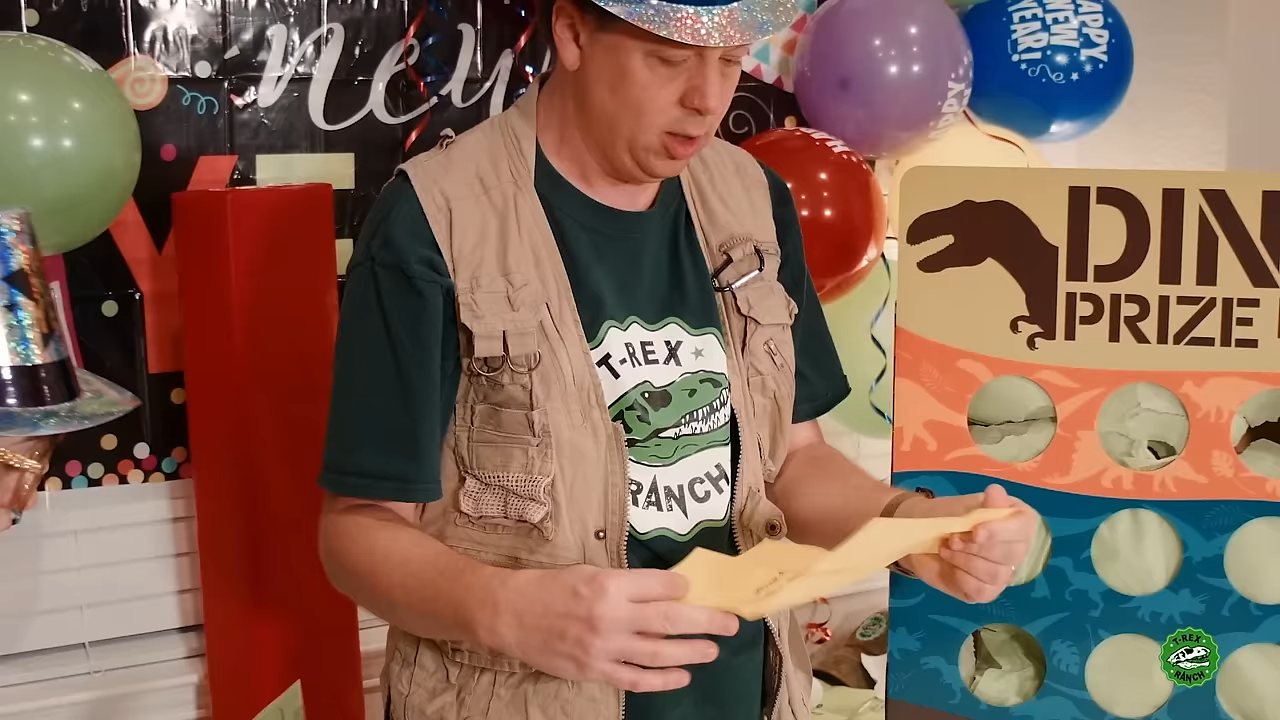 new
HAPPY
NEW
YEAR!
HAPPY
T-REX
RANCH
DIN
PRIZE
T-REX
RANCH